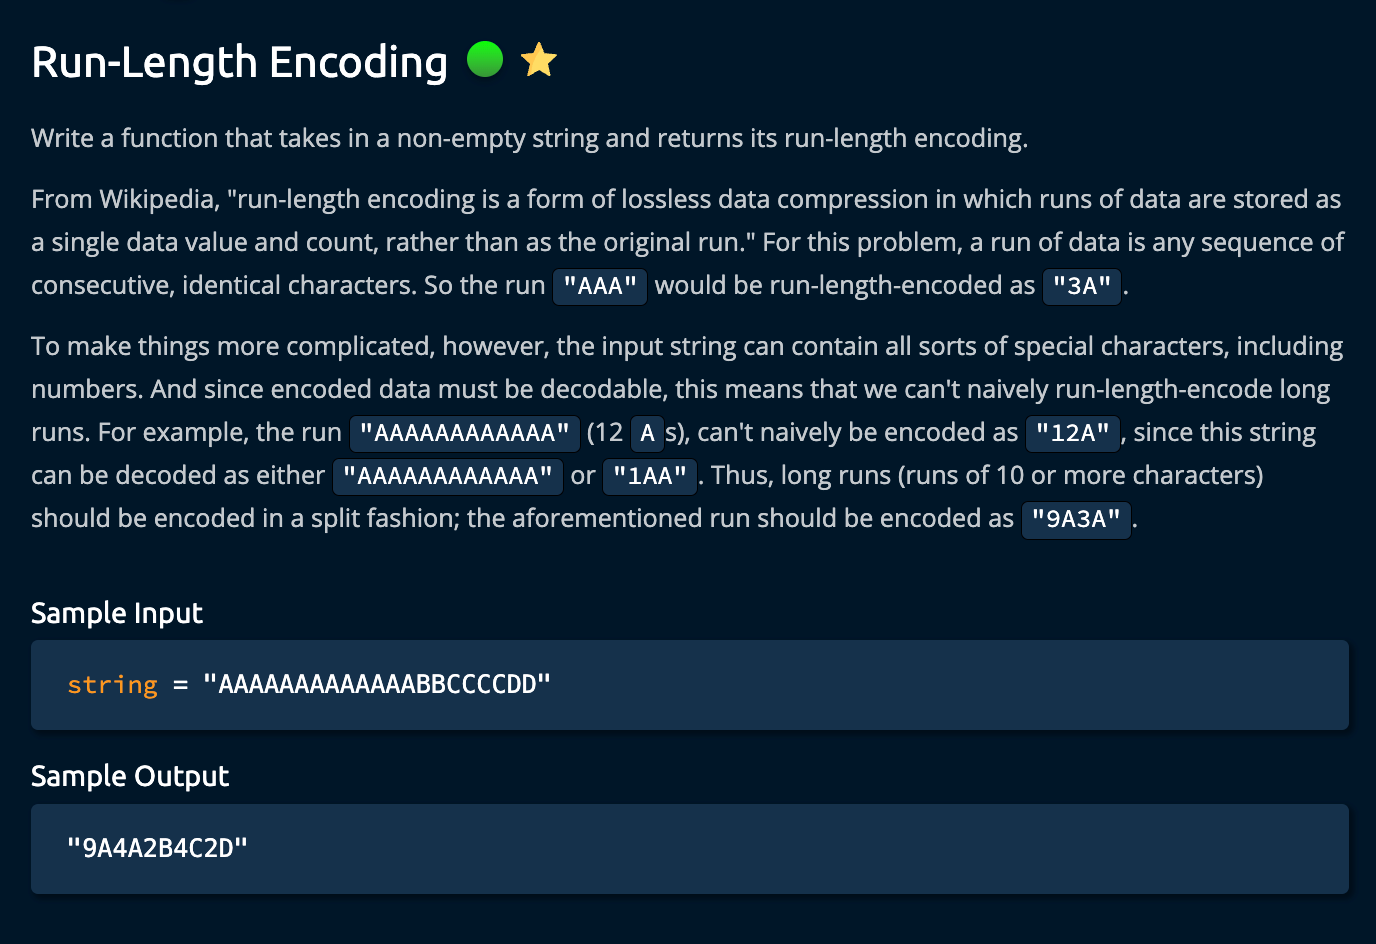 Run-Length Encoding
Write a function that takes in a non-empty string and returns its run-length encoding.
From Wikipedia, "run-length encoding is a form of lossless data compression in which runs of data are stored as
a single data value and count, rather than as the original run." For this problem, a run of data is any sequence of
consecutive, identical characters. So the run "AAA" would be run-length-encoded as "3A".
To make things more complicated, however, the input string can contain all sorts of special characters, including
numbers. And since encoded data must be decodable, this means that we can't naively run-length-encode long
runs. For example, the run "AAAAAAAAAAAA" (12 As), can't naively be encoded as "12A", since this string
can be decoded as either "AAAAAAAAAAAA" or "1AA". Thus, long runs (runs of 10 or more characters)
should be encoded in a split fashion; the aforementioned run should be encoded as "9A3A".
Sample Input
string = "AAAAAAAAAAAAABBCCCCDD"
Sample Output
"9A4A2B4C2D"